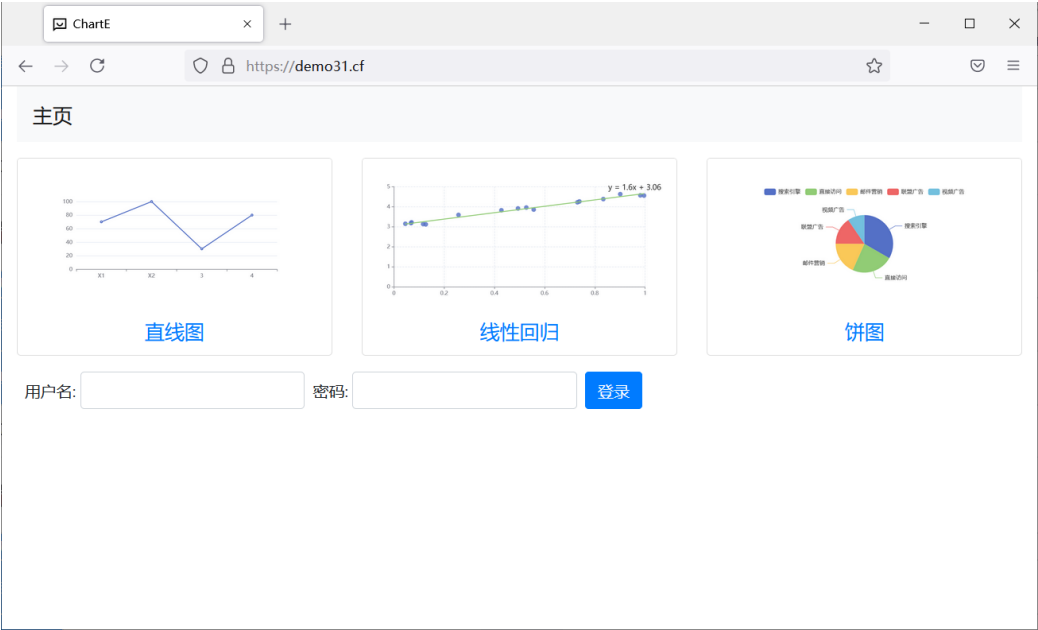 ChartE
https://demo31.cf
主页
100
80
60
40
20
0
X1 X2 3 4
直线图
y = 1.6x + 3.06
5
4
3
2
1
0
0 0.2 0.4 0.6 0.8 1
线性回归
搜索引擎 直接访问 邮件营销 联盟广告 视频广告
视频广告
联盟广告 搜索引擎
邮件营销
直接访问
饼图
用户名: 密码: 登录